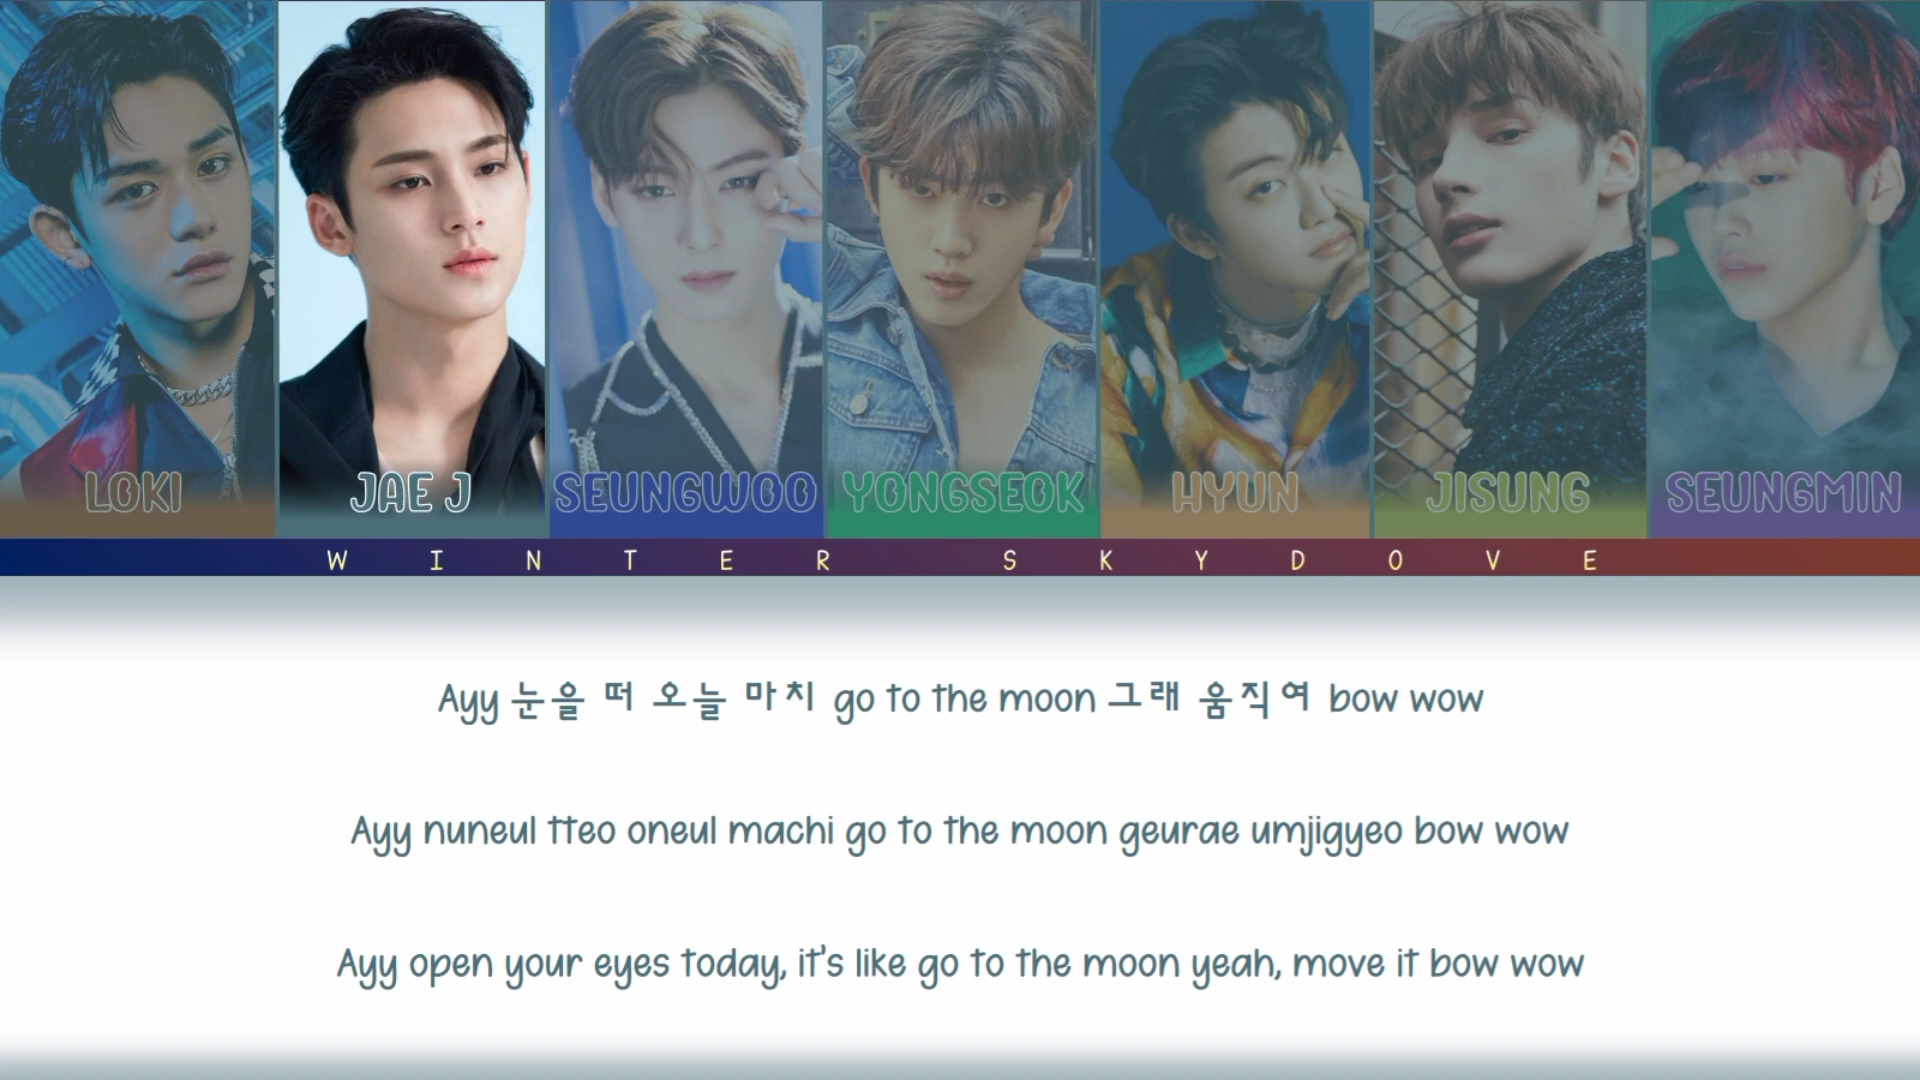 LOKI JAE J SEUNGWOO YONGSEOK HYUN JISUNG SEUNGMIN
WINTER SKYDOVE
Ayy 눈을 떠 오늘 마치 go to the moon 그래 움직여 bow wow
Ayy nuneul tteo oneul machi go to the moon geurae umjigyeo bow wow
Ayy open your eyes today, it's like go to the moon yeah, move it bow wow